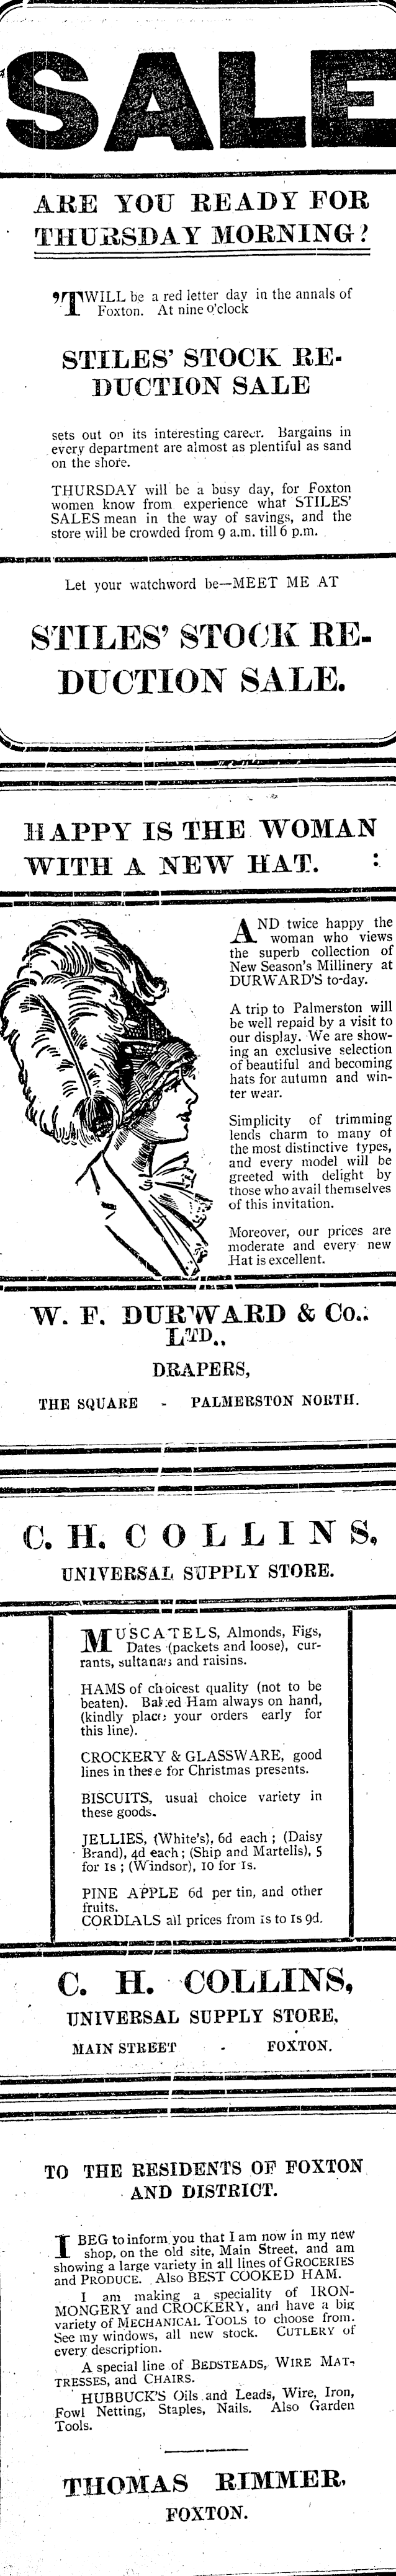 SALE
ARE YOU READY FOR
THURSDAY MORNING?
'TWILL be a red letter day in the annals of
Foxton. At nine o'clock
STILES' STOCK RE-
DUCTION SALE
sets out on its interesting career. Bargains in
every department are almost as plentiful as sand
on the shore.
THURSDAY will be a busy day, for Foxton
women know from experience what STILES'
SALES mean in the way of savings, and the
store will be crowded from 9 a.m. till 6 p.m.
Let your watchword be—MEET ME AT
STILES' STOCK RE-
DUCTION SALE.
HAPPY IS THE WOMAN
WITH A NEW HAT. :
AND twice happy the
woman who views
the superb collection of
New Season's Millinery at
DURWARD'S to-day.
A trip to Palmerston will
be well repaid by a visit to
our display. We are show-
ing an exclusive selection
of beautiful and becoming
hats for autumn and win-
ter wear.
Simplicity of trimming
lends charm to many of
the most distinctive types,
and every model will be
greeted with delight by
those who avail themselves
of this invitation.
Moreover, our prices are
moderate and every new
Hat is excellent.
W. F. DURWARD & Co..
LTD..
DRAPERS,
THE SQUARE - PALMERSTON NORTH.
C. H. COLLINS,
UNIVERSAL SUPPLY STORE.
MUSCATELS, Almonds, Figs,
Dates (packets and loose), cur-
rants, sultanas and raisins.
HAMS of choicest quality (not to be
beaten). Baked Ham always on hand,
(kindly place your orders early for
this line).
CROCKERY & GLASSWARE, good
lines in these for Christmas presents.
BISCUITS, usual choice variety in
these goods.
JELLIES, (White's), 6d each; (Daisy
Brand), 4d each; (Ship and Martells), 5
for 1s; (Windsor), 10 for 1s.
PINE APPLE 6d per tin, and other
fruits.
CORDIALS all prices from 1s to 1s 9d.
C. H. COLLINS,
UNIVERSAL SUPPLY STORE,
MAIN STREET - FOXTON.
TO THE RESIDENTS OF FOXTON
AND DISTRICT.
I BEG to inform you that I am now in my new
shop, on the old site, Main Street, and am
showing a large variety in all lines of GROCERIES
and PRODUCE. Also BEST COOKED HAM.
I am making a speciality of IRON-
MONGERY and CROCKERY, and have a big
variety of MECHANICAL TOOLS to choose from.
See my windows, all new stock. CUTLERY of
every description.
A special line of BEDSTEADS, WIRE MAT-
TRESSES, and CHAIRS.
HUBBUCK'S Oils and Leads, Wire, Iron,
Fowl Netting, Staples, Nails. Also Garden
Tools.
THOMAS RIMMER,
FOXTON.